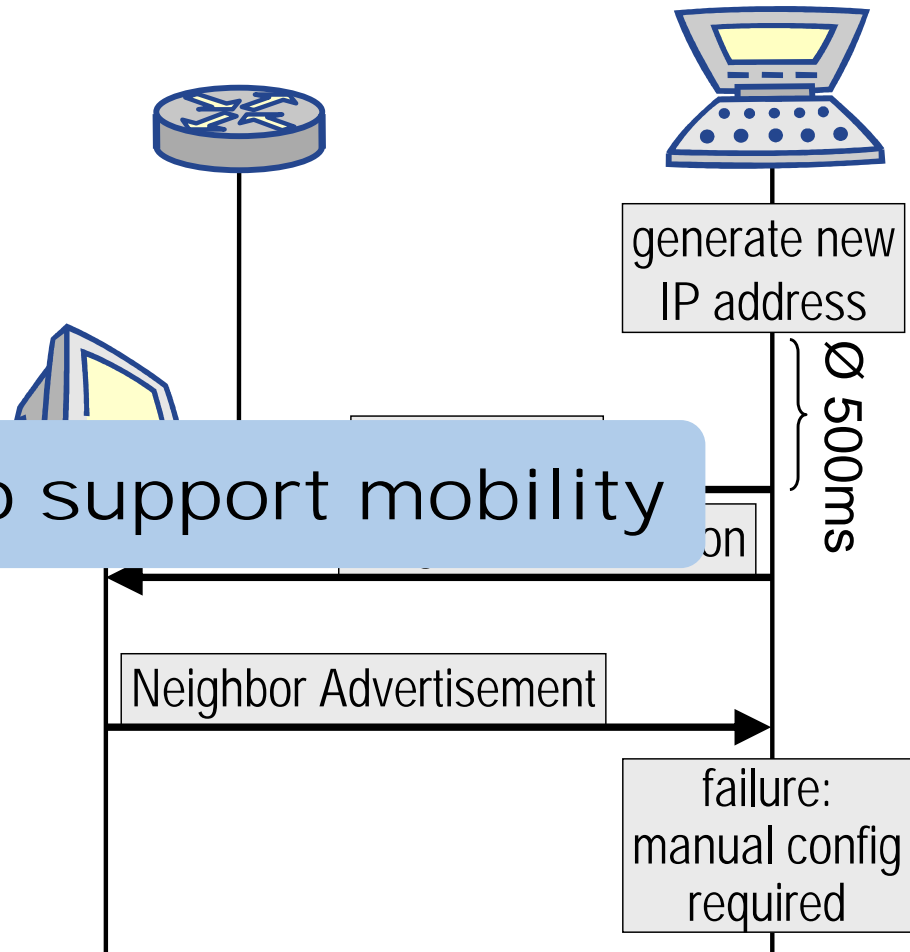 generate new
IP address
Ø 500ms
support mobility
Neighbor Advertisement
failure:
manual config
required